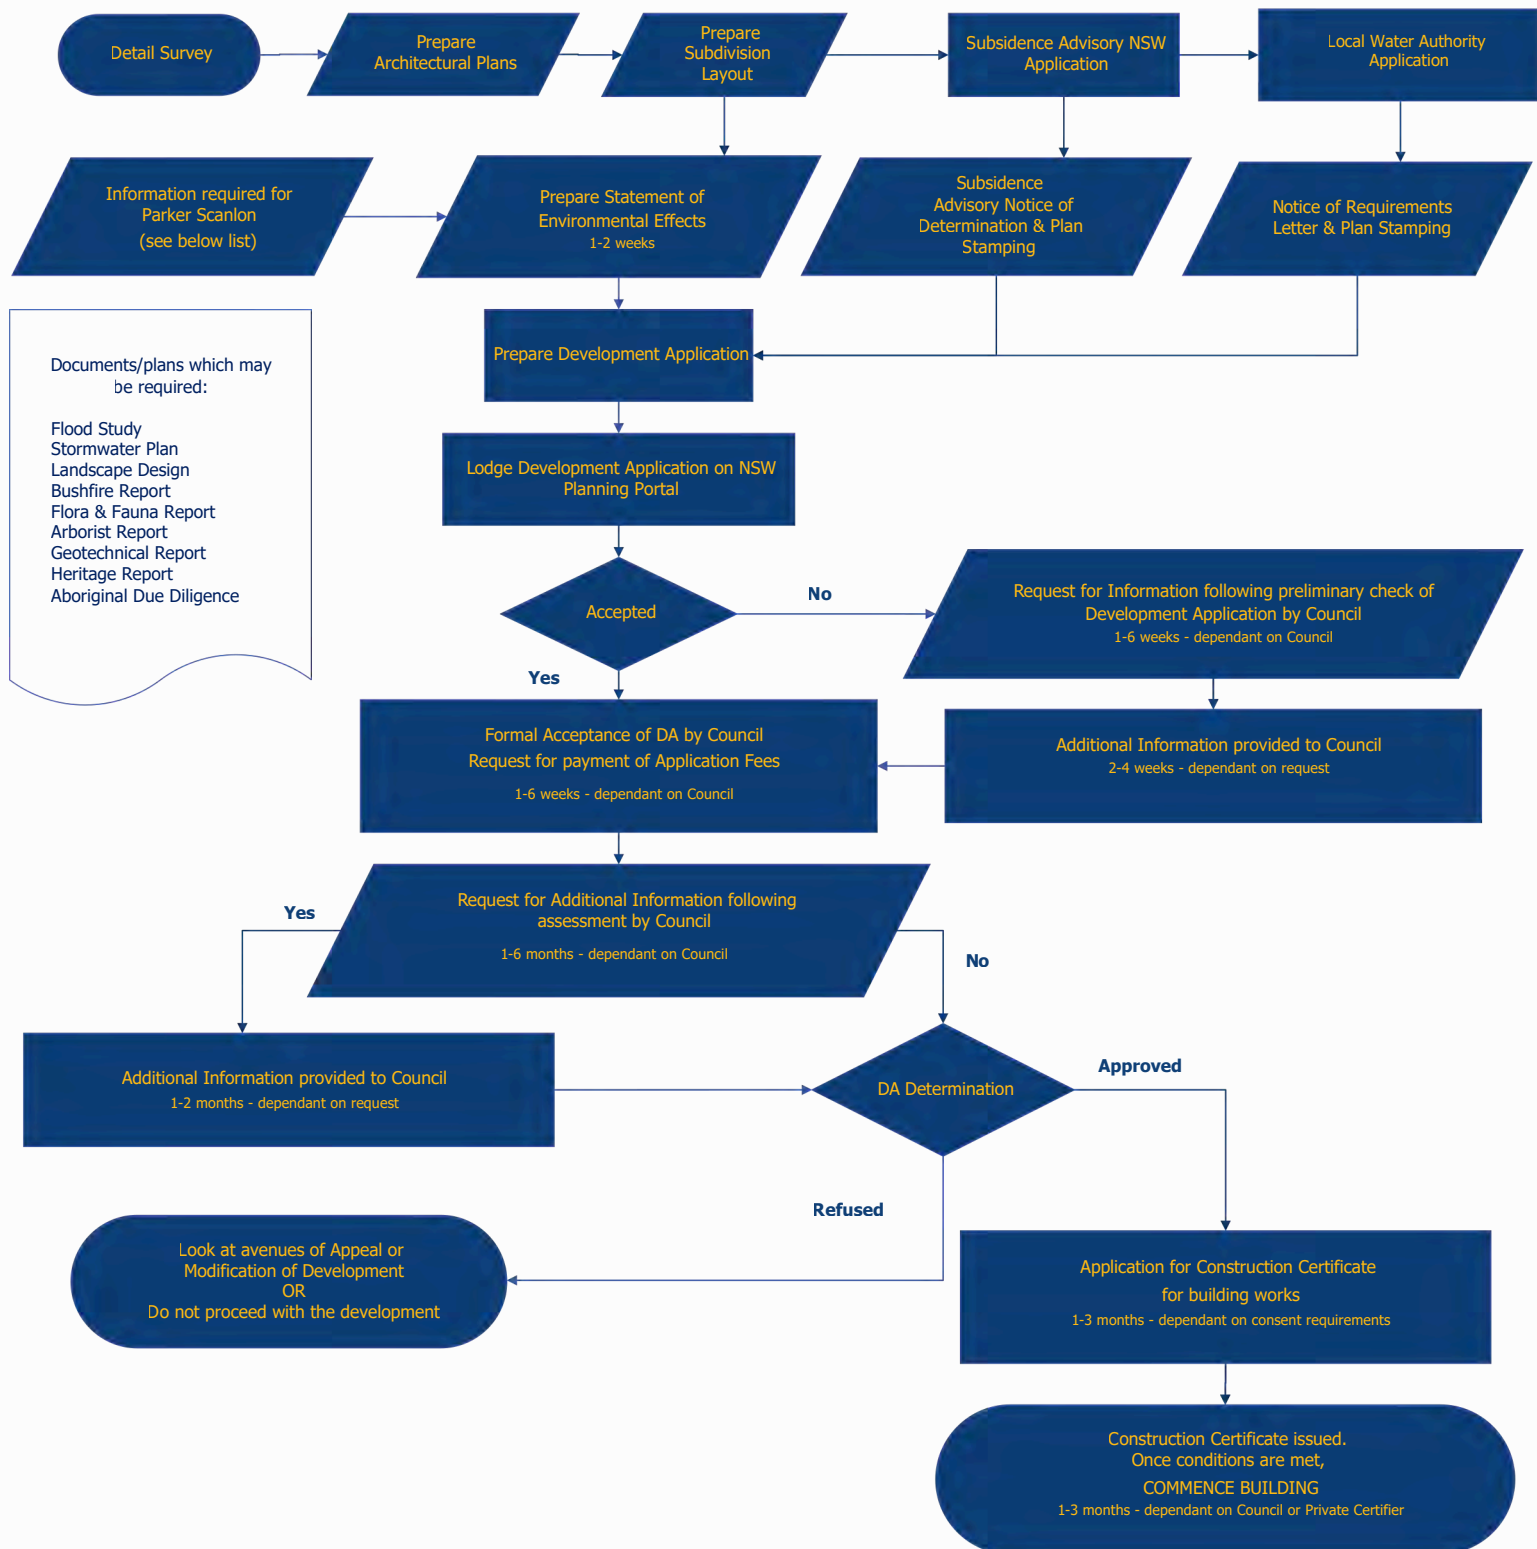 Detail Survey
Prepare
Architectural Plans
Prepare
Subdivision
Layout
Subsidence Advisory NSW
Application
Local Water Authority
Application
Information required for
Parker Scanlon
(see below list)
Prepare Statement of
Environmental Effects
1-2 weeks
Subsidence
Advisory Notice of
Determination & Plan
Stamping
Notice of Requirements
Letter & Plan Stamping
Documents/plans which may
be required:
Flood Study
Stormwater Plan
Landscape Design
Bushfire Report
Flora & Fauna Report
Arborist Report
Geotechnical Report
Heritage Report
Aboriginal Due Diligence
Prepare Development Application
Lodge Development Application on NSW
Planning Portal
Accepted
No
Request for Information following preliminary check of
Development Application by Council
1-6 weeks - dependant on Council
Yes
Formal Acceptance of DA by Council
Request for payment of Application Fees
1-6 weeks - dependant on Council
Additional Information provided to Council
2-4 weeks - dependant on request
Request for Additional Information following
assessment by Council
1-6 months - dependant on Council
Yes
No
Additional Information provided to Council
1-2 months - dependant on request
DA Determination
Approved
Refused
Look at avenues of Appeal or
Modification of Development
OR
Do not proceed with the development
Application for Construction Certificate
for building works
1-3 months - dependant on consent requirements
Construction Certificate issued.
Once conditions are met,
COMMENCE BUILDING
1-3 months - dependant on Council or Private Certifier